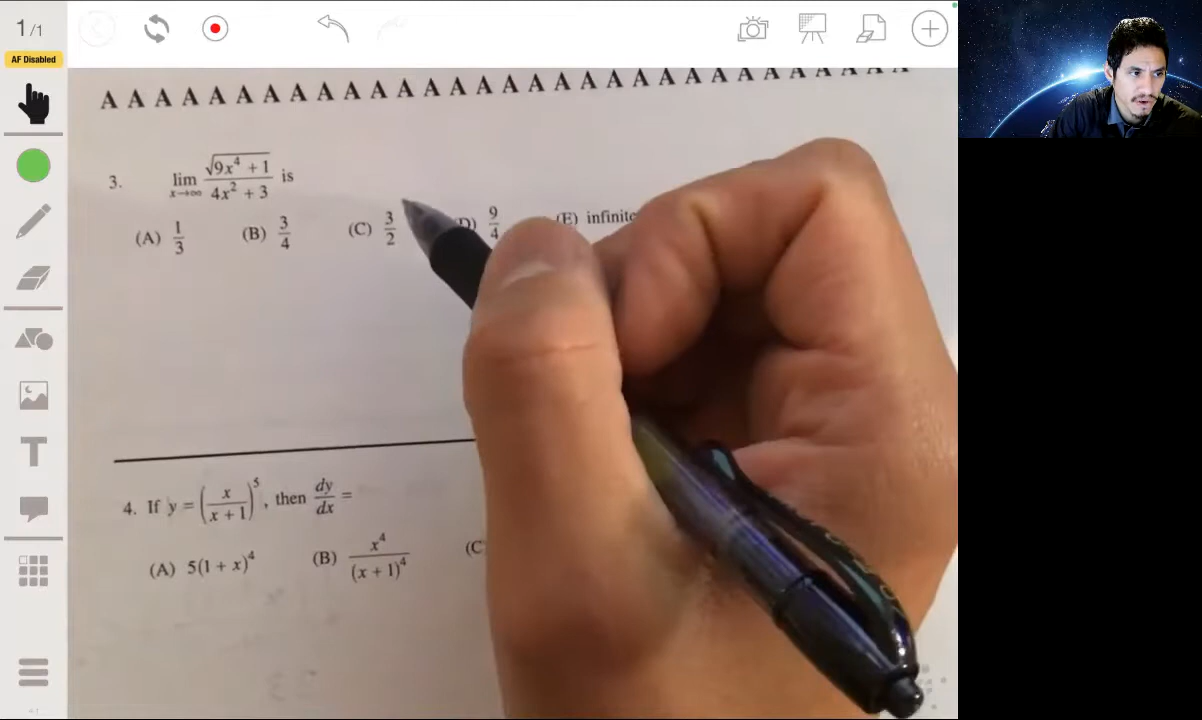 1/1
AF Disabled
T
A A A A A A A A A A A A A A A A A A A A A A A A A A A A A A
3. lim x→∞ √(9x⁴ + 1) / (4x² + 3) is
(A) 1/3 (B) 3/4 (C) 3/2 (D) 9/4 (E) infinite
4. If y = (x/(x + 1))⁵, then dy/dx =
(A) 5(1 + x)⁴ (B) x⁴/(x + 1)⁴ (C